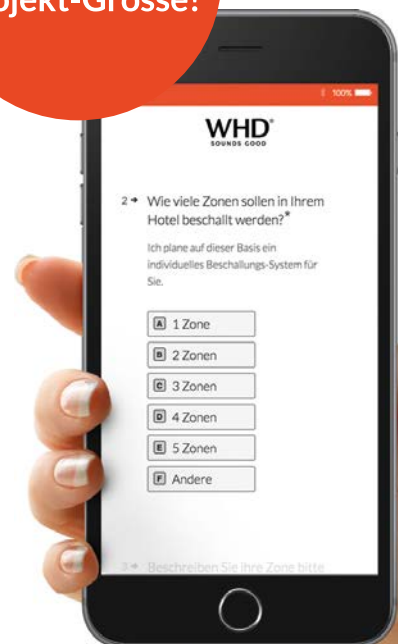 jekt-Grösse?
100%
WHD®
SOUNDS GOOD
2 → Wie viele Zonen sollen in Ihrem
Hotel beschallt werden?*
Ich plane auf dieser Basis ein
individuelles Beschallungs-System für
Sie.
A 1 Zone
B 2 Zonen
C 3 Zonen
D 4 Zonen
E 5 Zonen
F Andere
3 → Beschreiben Sie ihre Zone bitte